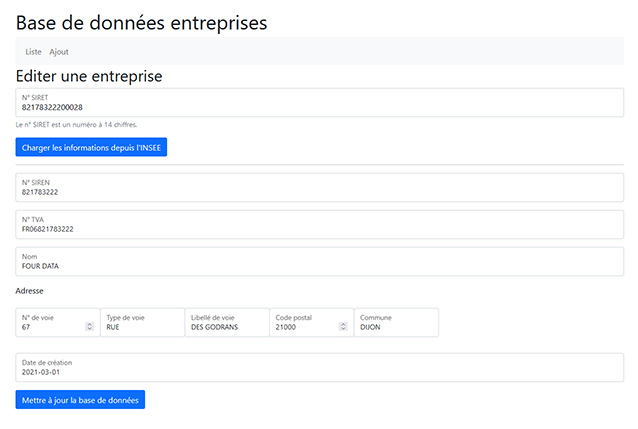 Base de données entreprises
Liste Ajout
Editer une entreprise
N° SIRET
82178322200028
Le n° SIRET est un numéro à 14 chiffres.
Charger les informations depuis l'INSEE
N° SIREN
821783222
N° TVA
FR06821783222
Nom
FOUR DATA
Adresse
N° de voie Type de voie Libellé de voie Code postal Commune
67 RUE DES GODRANS 21000 DIJON
Date de création
2021-03-01
Mettre à jour la base de données